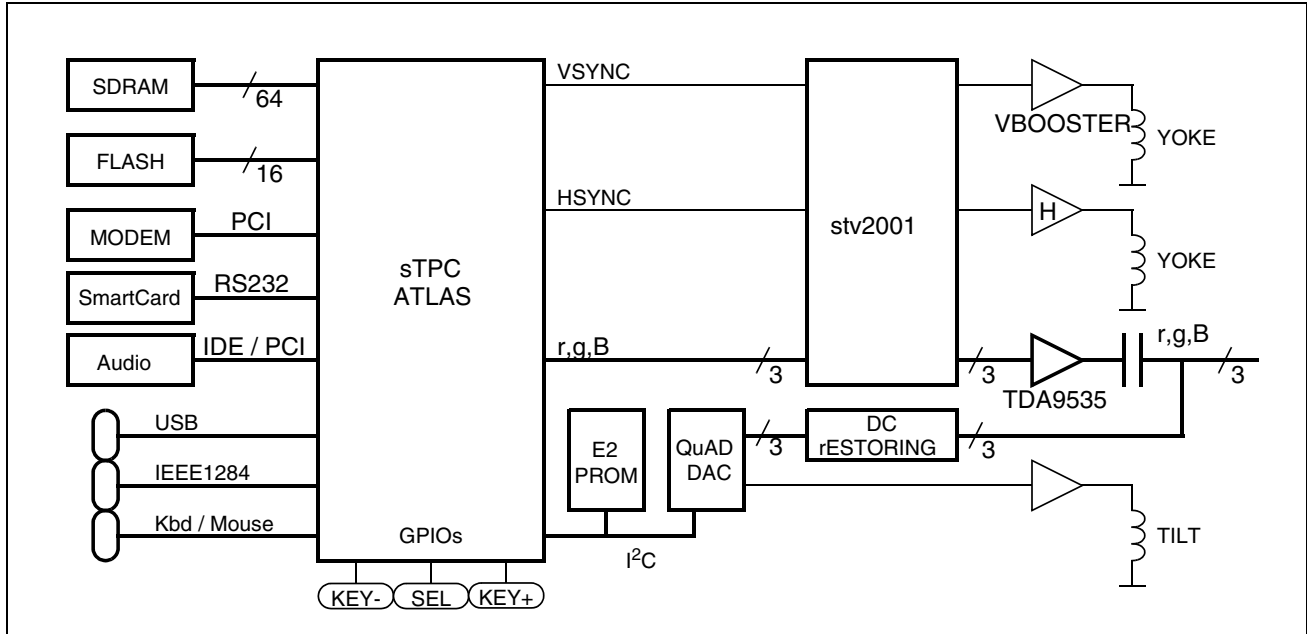 SDRAM
64
FLASH
16
MODEM
PCI
SmartCard
RS232
Audio
IDE / PCI
USB
IEEE1284
Kbd / Mouse
sTPC
ATLAS
GPIOs
KEY-
SEL
KEY+
VSYNC
HSYNC
r,g,B
3
stv2001
VBOOSTER
YOKE
H
YOKE
3
TDA9535
r,g,B
3
E2
PROM
QuAD
DAC
3
DC
rESTORING
3
I²C
TILT